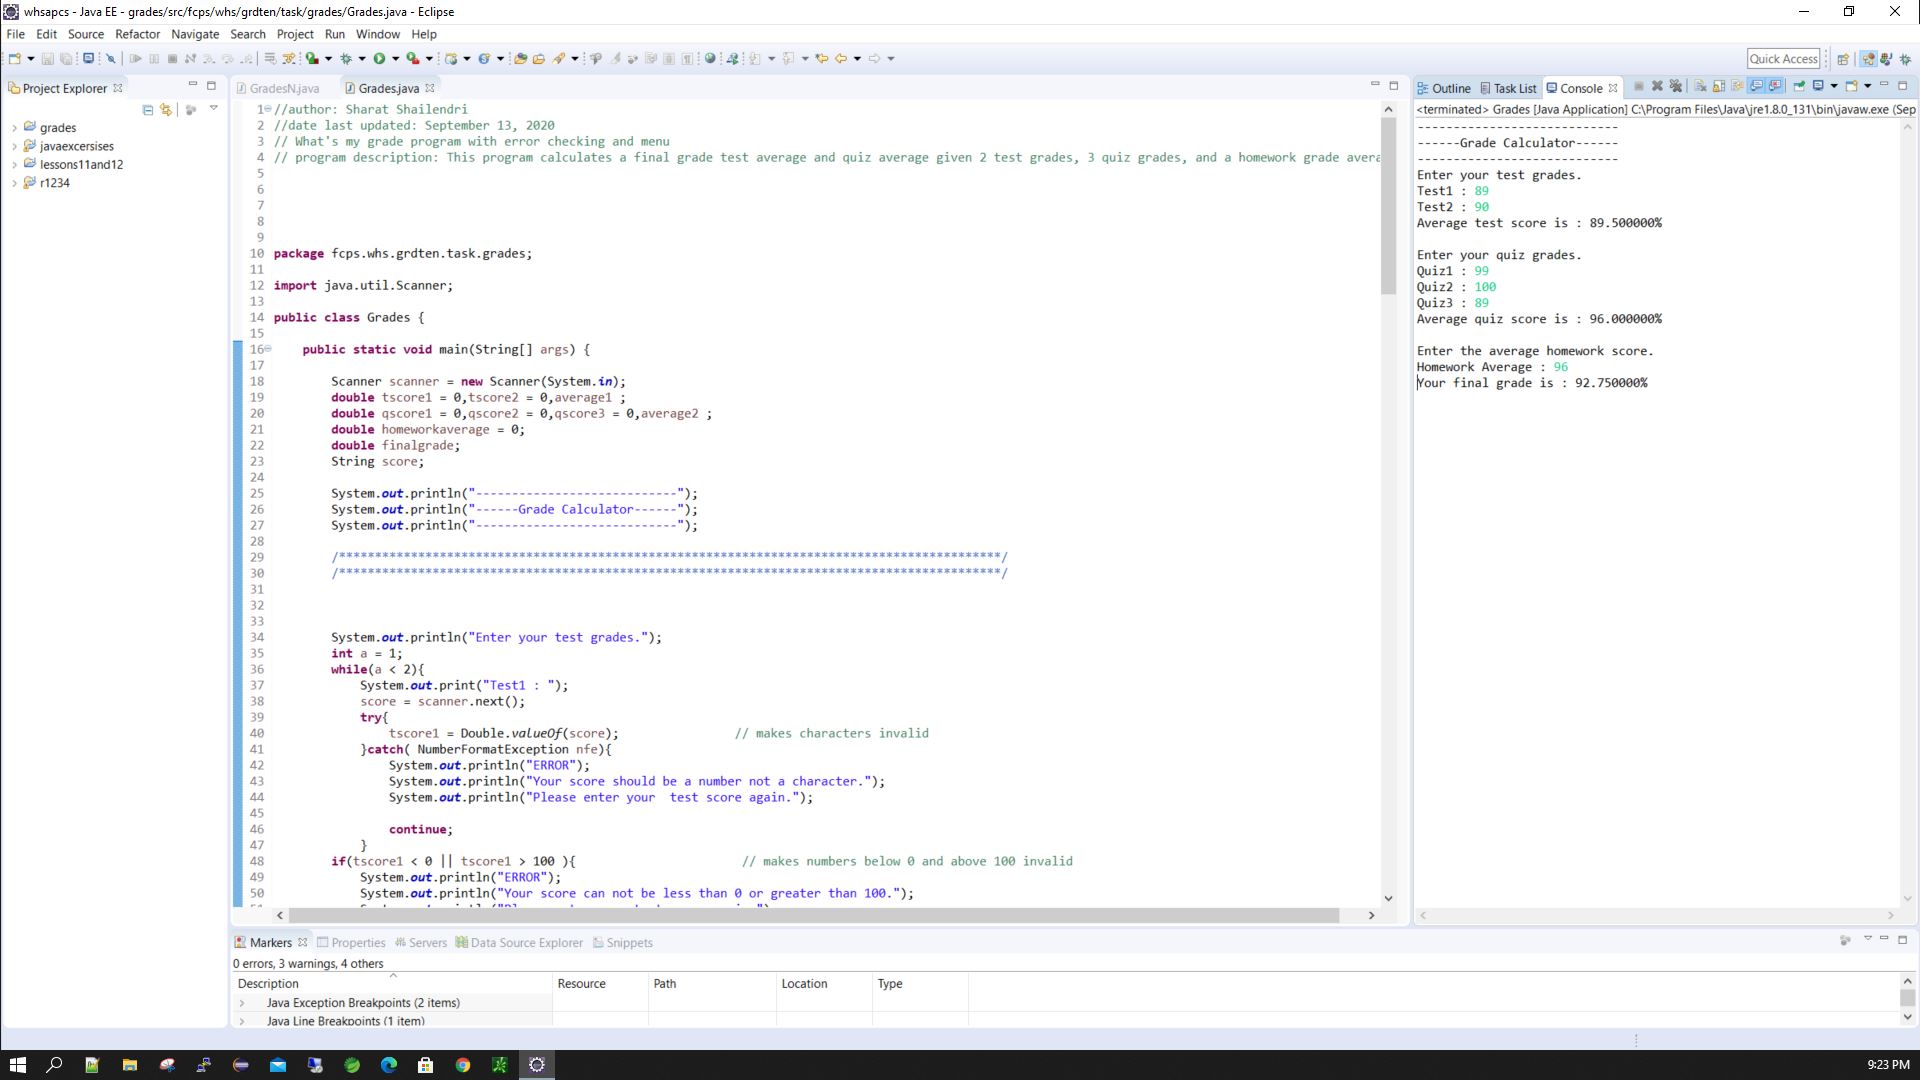 whsapcs - Java EE - grades/src/fcps/whs/grdten/task/grades/Grades.java - Eclipse
File Edit Source Refactor Navigate Search Project Run Window Help
Quick Access
Project Explorer
grades
javaexcersises
lessons11and12
r1234
GradesN.java Grades.java
1 //author: Sharat Shailendri
2 //date last updated: September 13, 2020
3 // What's my grade program with error checking and menu
4 // program description: This program calculates a final grade test average and quiz average given 2 test grades, 3 quiz grades, and a homework grade avera
5
6
7
8
9
10 package fcps.whs.grdten.task.grades;
11
12 import java.util.Scanner;
13
14 public class Grades {
15
16 public static void main(String[] args) {
17
18 Scanner scanner = new Scanner(System.in);
19 double tscore1 = 0,tscore2 = 0,average1 ;
20 double qscore1 = 0,qscore2 = 0,qscore3 = 0,average2 ;
21 double homeworkaverage = 0;
22 double finalgrade;
23 String score;
24
25 System.out.println("----------------------------");
26 System.out.println("------Grade Calculator------");
27 System.out.println("----------------------------");
28
29 /********************************************************************************************/
30 /********************************************************************************************/
31
32
33
34 System.out.println("Enter your test grades.");
35 int a = 1;
36 while(a < 2){
37 System.out.print("Test1 : ");
38 score = scanner.next();
39 try{
40 tscore1 = Double.valueOf(score); // makes characters invalid
41 }catch( NumberFormatException nfe){
42 System.out.println("ERROR");
43 System.out.println("Your score should be a number not a character.");
44 System.out.println("Please enter your  test score again.");
45
46 continue;
47 }
48 if(tscore1 < 0 || tscore1 > 100 ){ // makes numbers below 0 and above 100 invalid
49 System.out.println("ERROR");
50 System.out.println("Your score can not be less than 0 or greater than 100.");
Outline Task List Console
<terminated> Grades [Java Application] C:\Program Files\Java\jre1.8.0_131\bin\javaw.exe (Sep
----------------------------
------Grade Calculator------
----------------------------
Enter your test grades.
Test1 : 89
Test2 : 90
Average test score is : 89.500000%
Enter your quiz grades.
Quiz1 : 99
Quiz2 : 100
Quiz3 : 89
Average quiz score is : 96.000000%
Enter the average homework score.
Homework Average : 96
Your final grade is : 92.750000%
Markers Properties Servers Data Source Explorer Snippets
0 errors, 3 warnings, 4 others
Description Resource Path Location Type
Java Exception Breakpoints (2 items)
Java Line Breakpoints (1 item)
9:23 PM